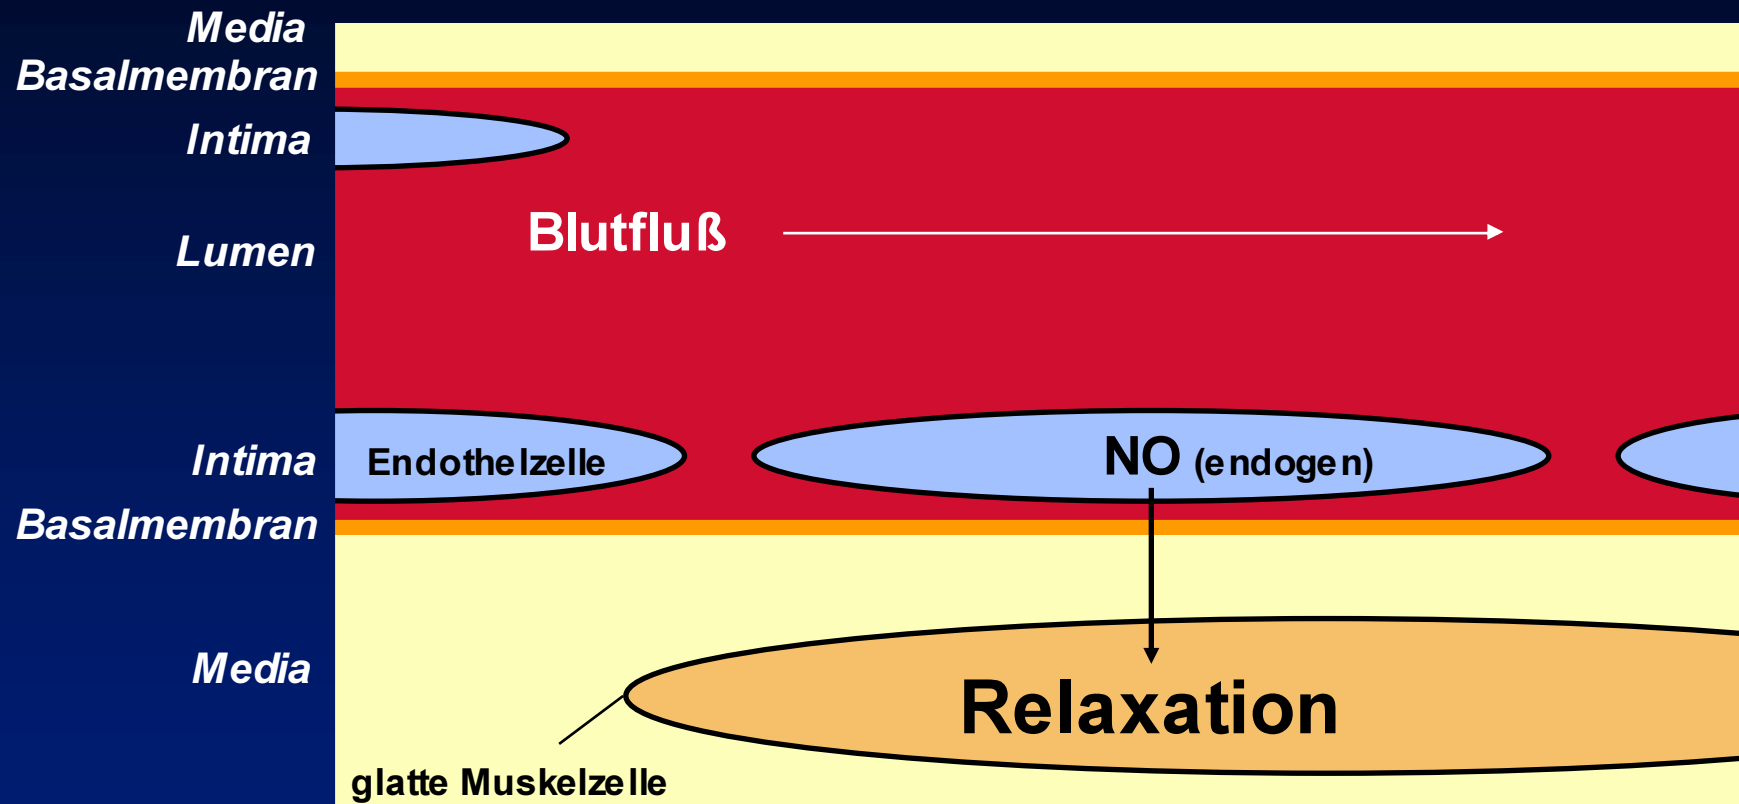 Media
Basalmembran
Intima
Lumen
Blutfluß
Intima
Endothelzelle
NO (endogen)
Basalmembran
Media
Relaxation
glatte Muskelzelle